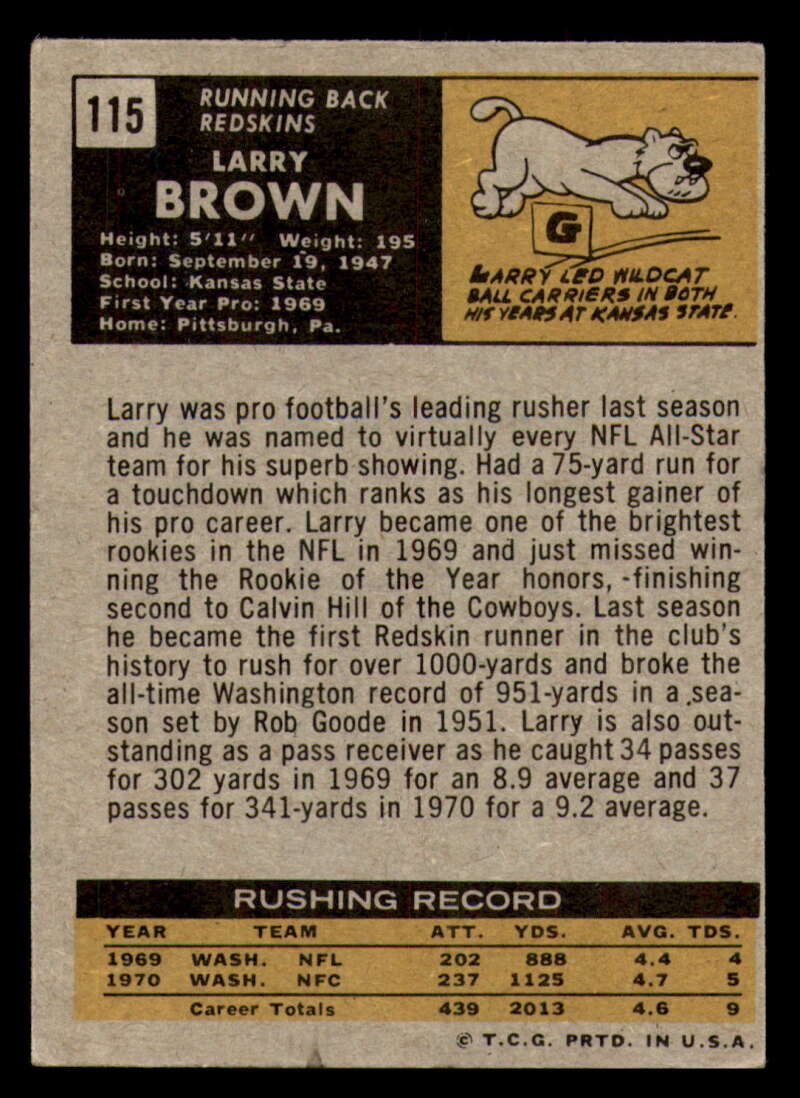 115
RUNNING BACK
REDSKINS
LARRY
BROWN
Height: 5'11" Weight: 195
Born: September 19, 1947
School: Kansas State
First Year Pro: 1969
Home: Pittsburgh, Pa.
G
LARRY LED WILDCAT
BALL CARRIERS IN BOTH
HIS YEARS AT KANSAS STATE.
Larry was pro football's leading rusher last season
and he was named to virtually every NFL All-Star
team for his superb showing. Had a 75-yard run for
a touchdown which ranks as his longest gainer of
his pro career. Larry became one of the brightest
rookies in the NFL in 1969 and just missed win-
ning the Rookie of the Year honors, -finishing
second to Calvin Hill of the Cowboys. Last season
he became the first Redskin runner in the club's
history to rush for over 1000-yards and broke the
all-time Washington record of 951-yards in a sea-
son set by Rob Goode in 1951. Larry is also out-
standing as a pass receiver as he caught 34 passes
for 302 yards in 1969 for an 8.9 average and 37
passes for 341-yards in 1970 for a 9.2 average.
RUSHING RECORD
YEAR TEAM ATT. YDS. AVG. TDS.
1969 WASH. NFL 202 888 4.4 4
1970 WASH. NFC 237 1125 4.7 5
Career Totals 439 2013 4.6 9
© T.C.G. PRTD. IN U.S.A.